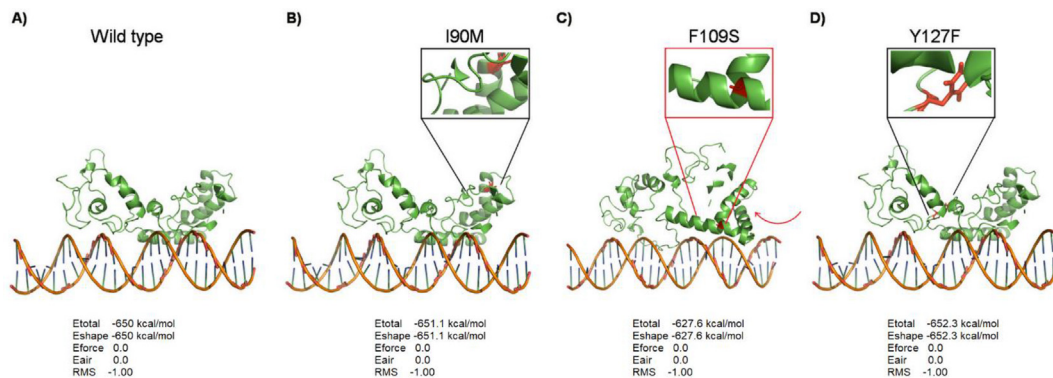 A)
Wild type
B)
I90M
C)
F109S
D)
Y127F
Etotal -650 kcal/mol
Eshape -650 kcal/mol
Eforce 0.0
Eair 0.0
RMS -1.00
Etotal -651.1 kcal/mol
Eshape -651.1 kcal/mol
Eforce 0.0
Eair 0.0
RMS -1.00
Etotal -627.6 kcal/mol
Eshape -627.6 kcal/mol
Eforce 0.0
Eair 0.0
RMS -1.00
Etotal -652.3 kcal/mol
Eshape -652.3 kcal/mol
Eforce 0.0
Eair 0.0
RMS -1.00